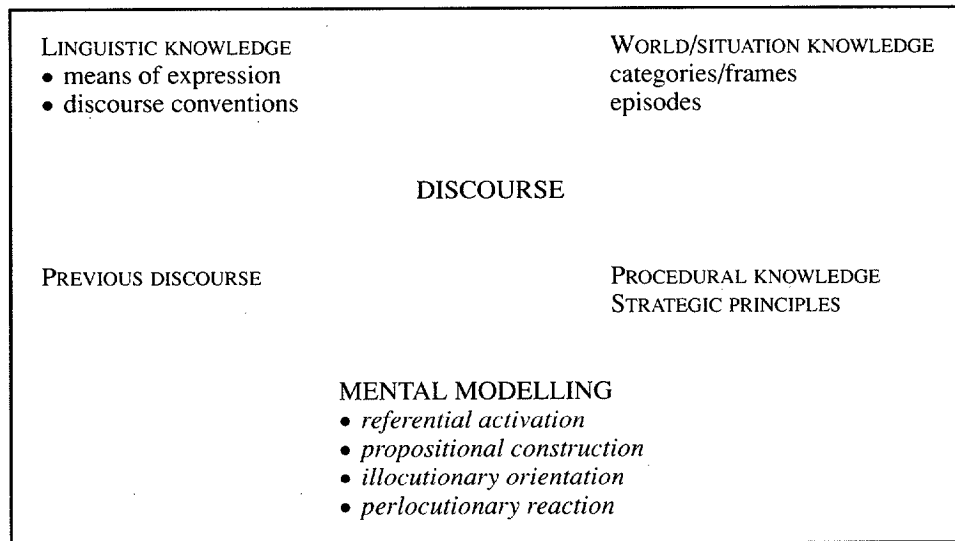 LINGUISTIC KNOWLEDGE
• means of expression
• discourse conventions
WORLD/SITUATION KNOWLEDGE
categories/frames
episodes
DISCOURSE
PREVIOUS DISCOURSE
PROCEDURAL KNOWLEDGE
STRATEGIC PRINCIPLES
MENTAL MODELLING
• referential activation
• propositional construction
• illocutionary orientation
• perlocutionary reaction